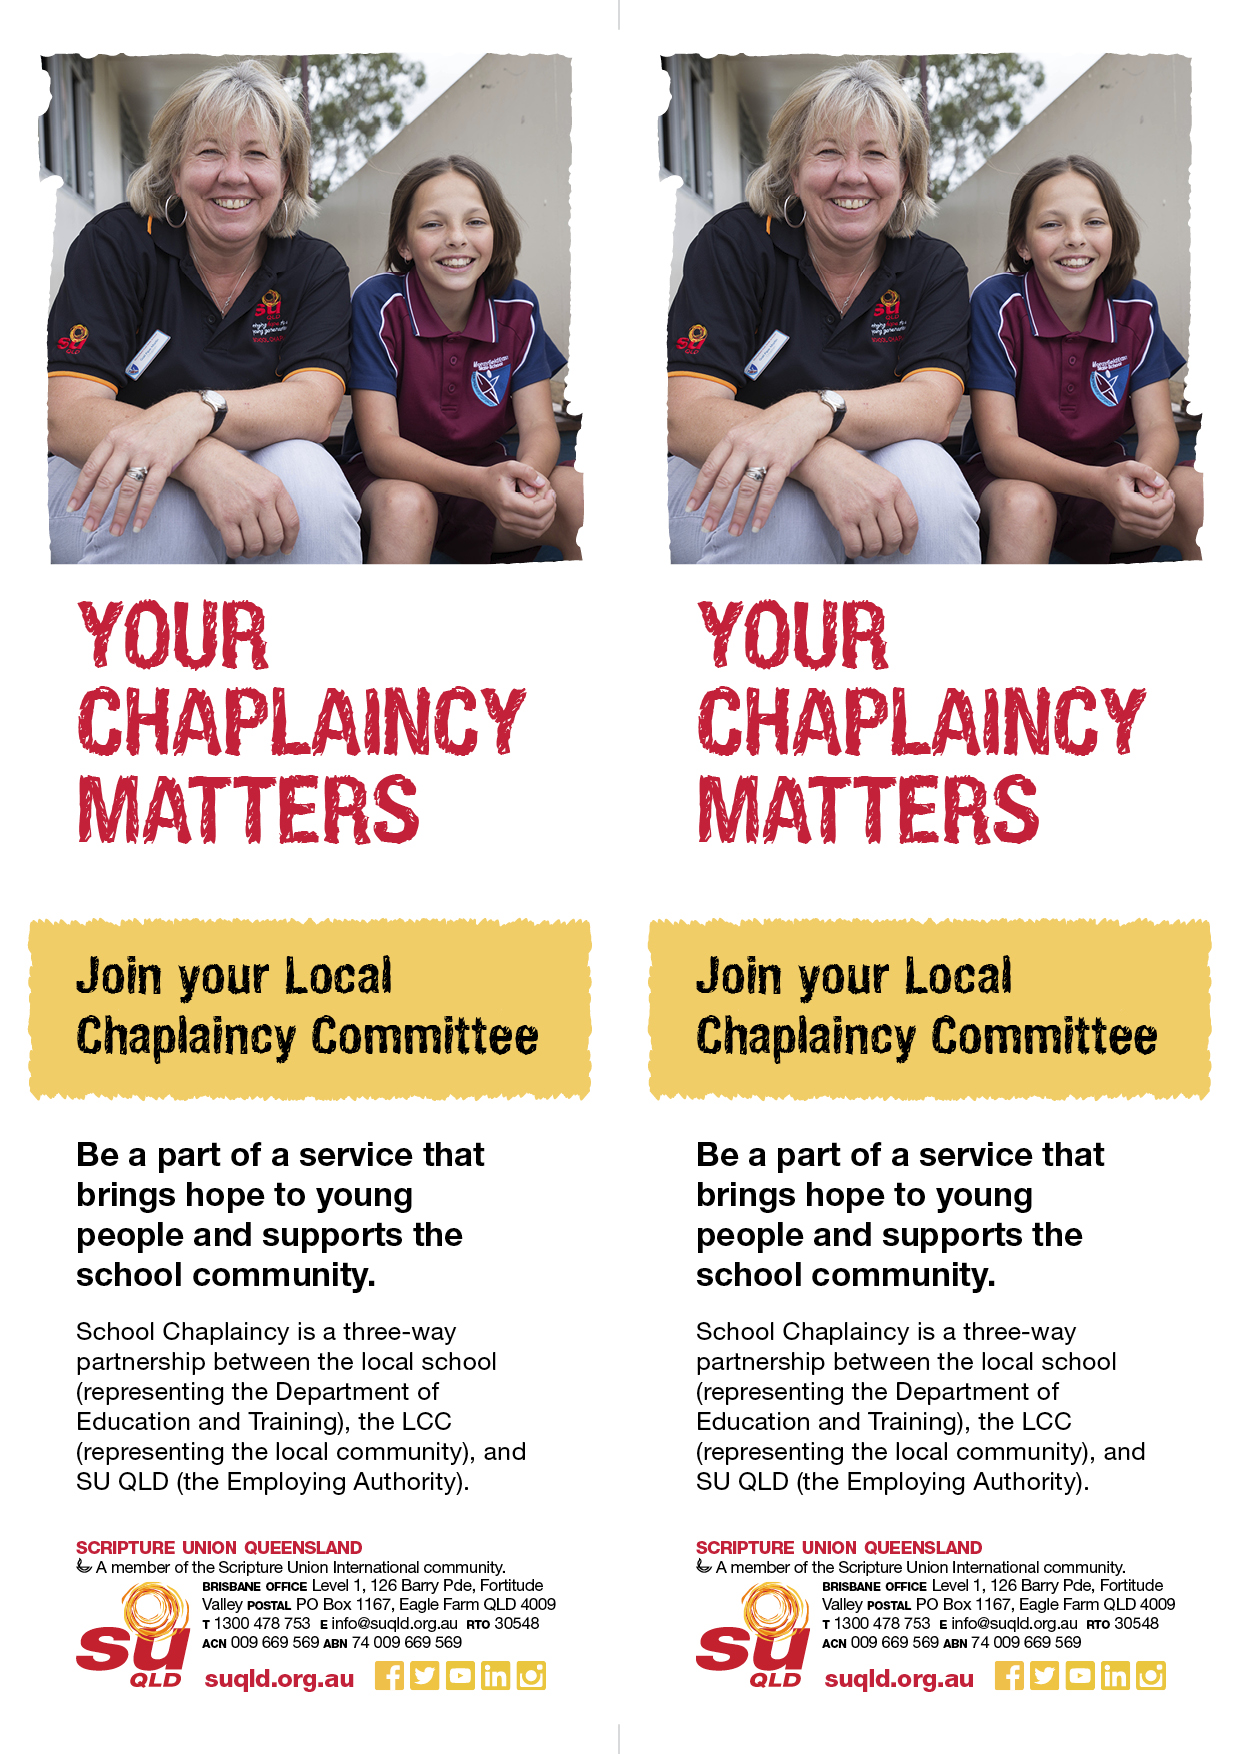 su
QLD
su
QLD
YOUR
CHAPLAINCY
MATTERS
Join your Local
Chaplaincy Committee
Be a part of a service that
brings hope to young
people and supports the
school community.
School Chaplaincy is a three-way
partnership between the local school
(representing the Department of
Education and Training), the LCC
(representing the local community), and
SU QLD (the Employing Authority).
SCRIPTURE UNION QUEENSLAND
A member of the Scripture Union International community.
BRISBANE OFFICE Level 1, 126 Barry Pde, Fortitude
Valley POSTAL PO Box 1167, Eagle Farm QLD 4009
T 1300 478 753 E info@suqld.org.au RTO 30548
ACN 009 669 569 ABN 74 009 669 569
su
QLD
suqld.org.au
su
QLD
su
QLD
YOUR
CHAPLAINCY
MATTERS
Join your Local
Chaplaincy Committee
Be a part of a service that
brings hope to young
people and supports the
school community.
School Chaplaincy is a three-way
partnership between the local school
(representing the Department of
Education and Training), the LCC
(representing the local community), and
SU QLD (the Employing Authority).
SCRIPTURE UNION QUEENSLAND
A member of the Scripture Union International community.
BRISBANE OFFICE Level 1, 126 Barry Pde, Fortitude
Valley POSTAL PO Box 1167, Eagle Farm QLD 4009
T 1300 478 753 E info@suqld.org.au RTO 30548
ACN 009 669 569 ABN 74 009 669 569
su
QLD
suqld.org.au